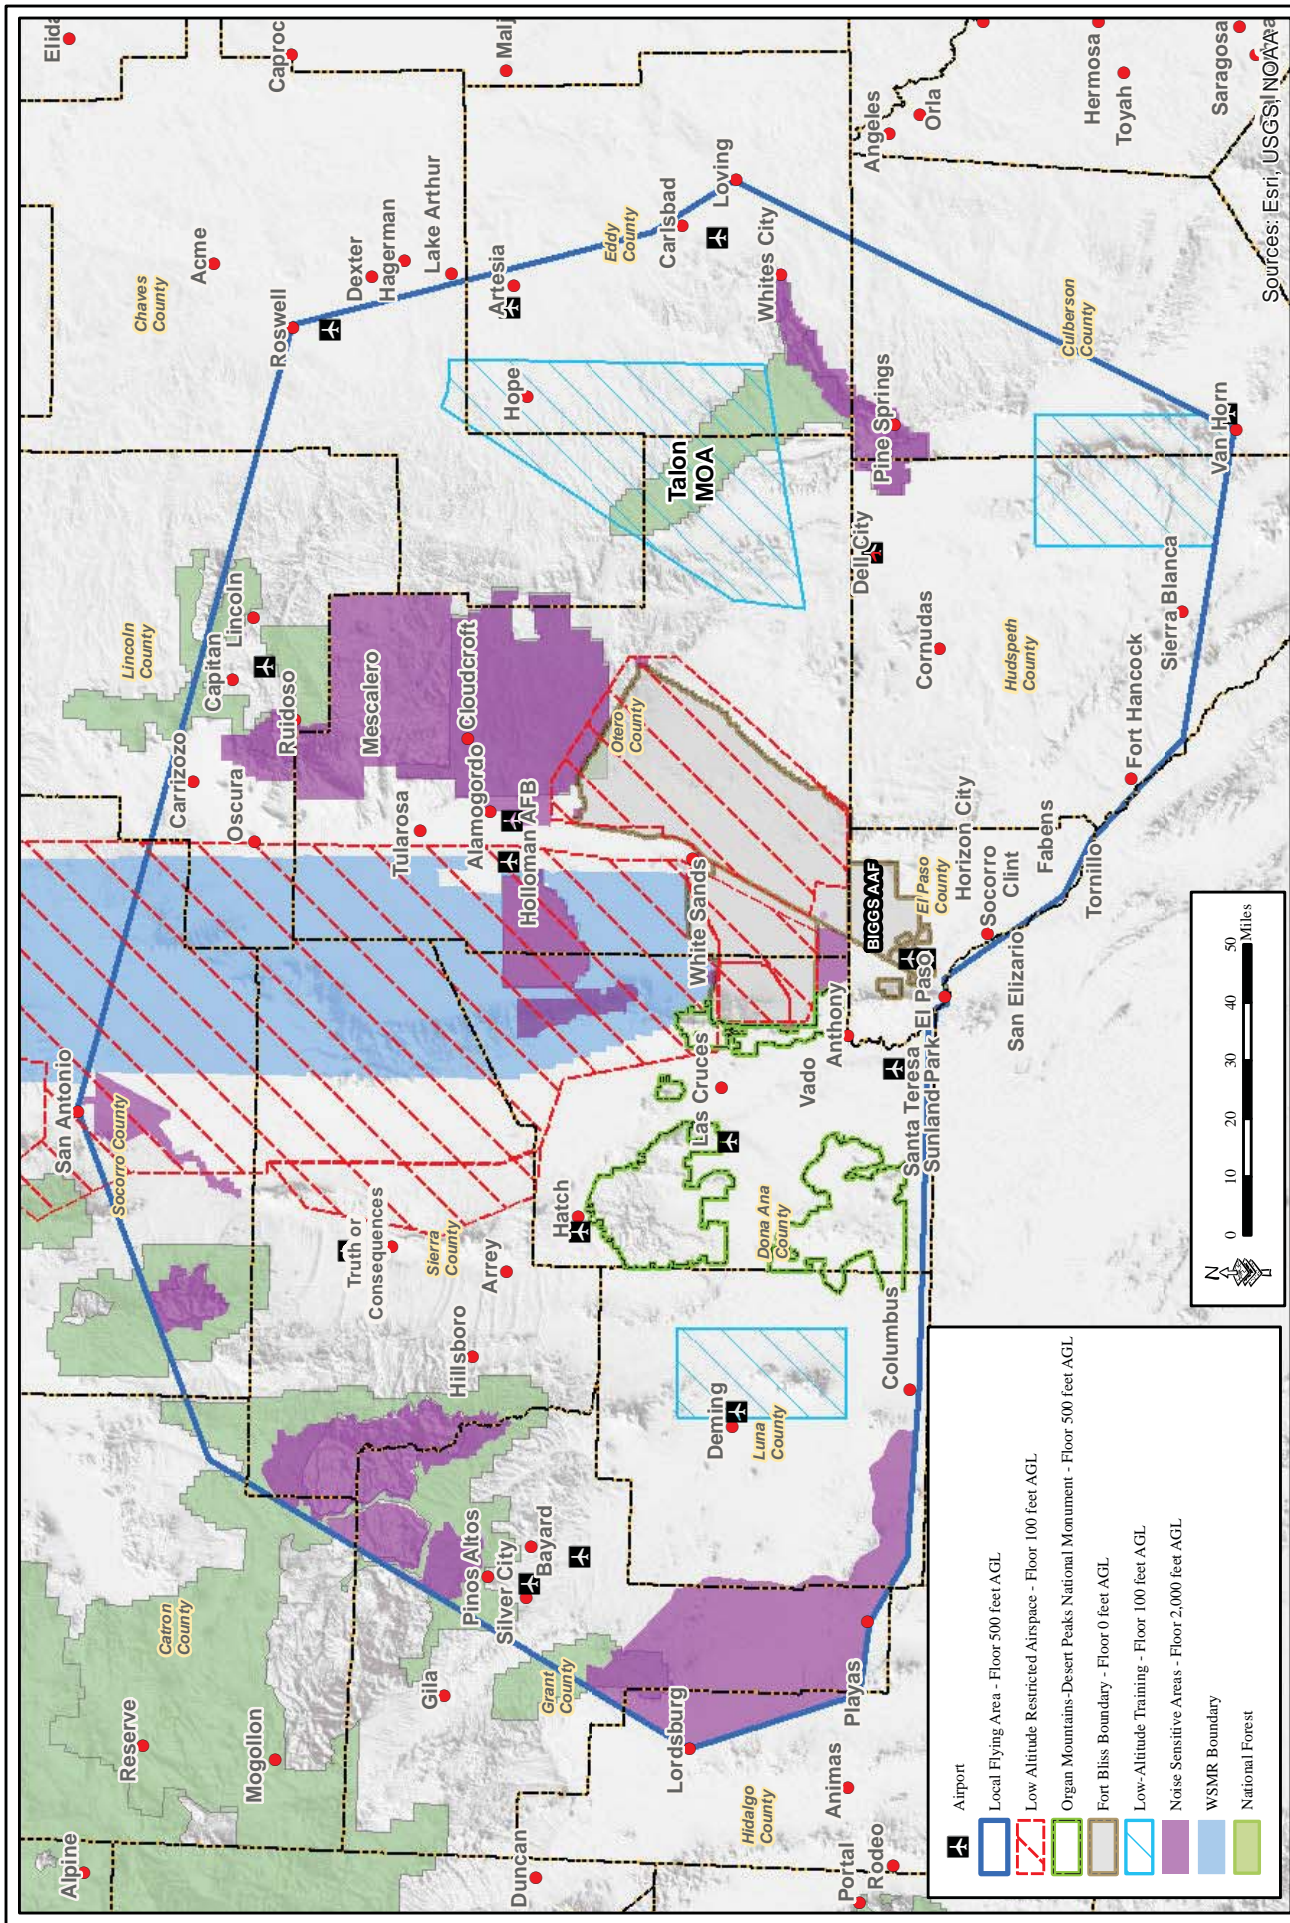 Alpine
Reserve
Mogollon
Catron
County
San Antonio
Socorro County
Carrizozo
Oscura
Capitan
Lincoln
Lincoln
County
Ruidoso
Mescalero
Roswell
Chaves
County
Acme
Elida
Caproc
Dexter
Hagerman
Lake Arthur
Artesia
Malj
Duncan
Gila
Grant
County
Pinos Altos
Silver City
Bayard
Hillsboro
Truth or
Consequences
Sierra
County
Arrey
Hatch
Tularosa
Alamogordo
Cloudcroft
Holloman AFB
Otero
County
Hope
Talon
MOA
Eddy
County
Carlsbad
Loving
Whites City
Lordsburg
Hidalgo
County
Animas
Playas
Portal
Rodeo
Deming
Luna
County
Columbus
Las Cruces
Dona Ana
County
White Sands
Vado
Anthony
Santa Teresa
Sunland Park
El Paso
BIGGS AAF
El Paso
County
Horizon City
Socorro
Clint
San Elizario
Fabens
Tornillo
Fort Hancock
Hudspeth
County
Cornudas
Dell City
Pine Springs
Sierra Blanca
Van Horn
Culberson
County
Angeles
Orla
Hermosa
Toyah
Saragosa
Sources: Esri, USGS, NOAA
Airport
Local Flying Area - Floor 500 feet AGL
Low Altitude Restricted Airspace - Floor 100 feet AGL
Organ Mountains-Desert Peaks National Monument - Floor 500 feet AGL
Fort Bliss Boundary - Floor 0 feet AGL
Low-Altitude Training - Floor 100 feet AGL
Noise Sensitive Areas - Floor 2,000 feet AGL
WSMR Boundary
National Forest
N
0 10 20 30 40 50
Miles